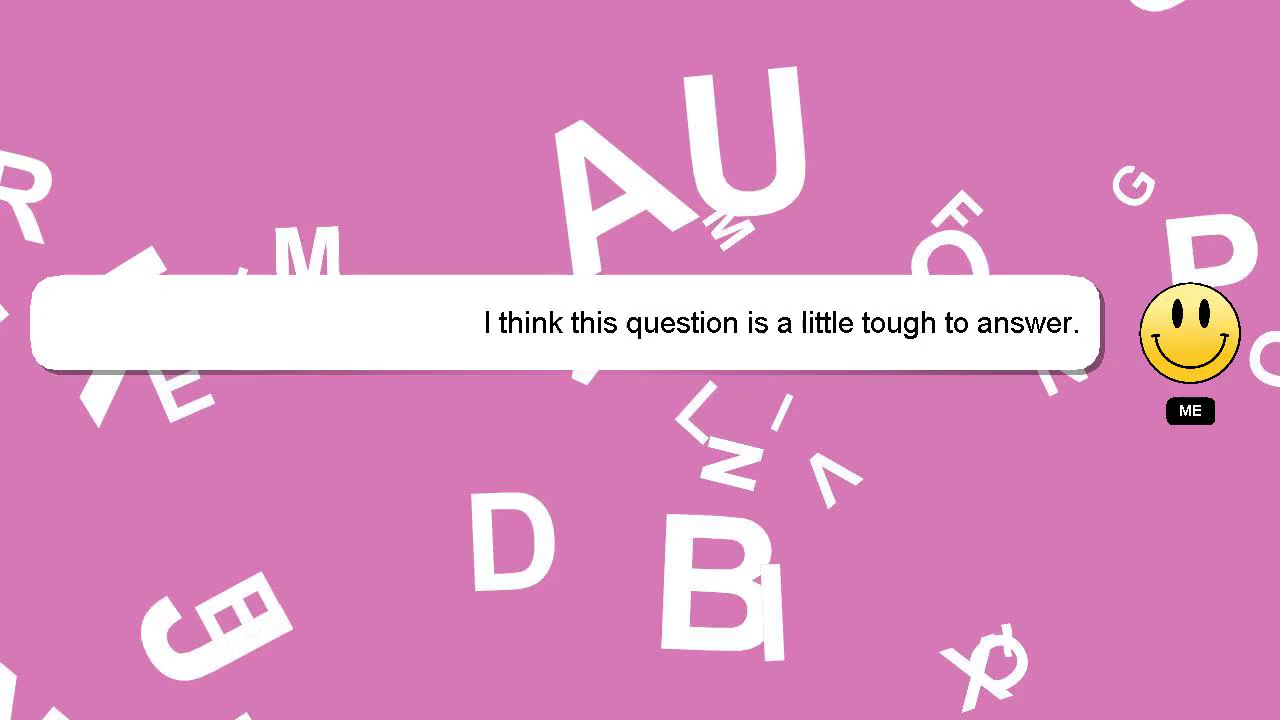 I think this question is a little tough to answer.
ME
R
M
A
U
M
F
O
G
P
E
L
I
N
V
N
C
D
B
I
C
E
X
Q